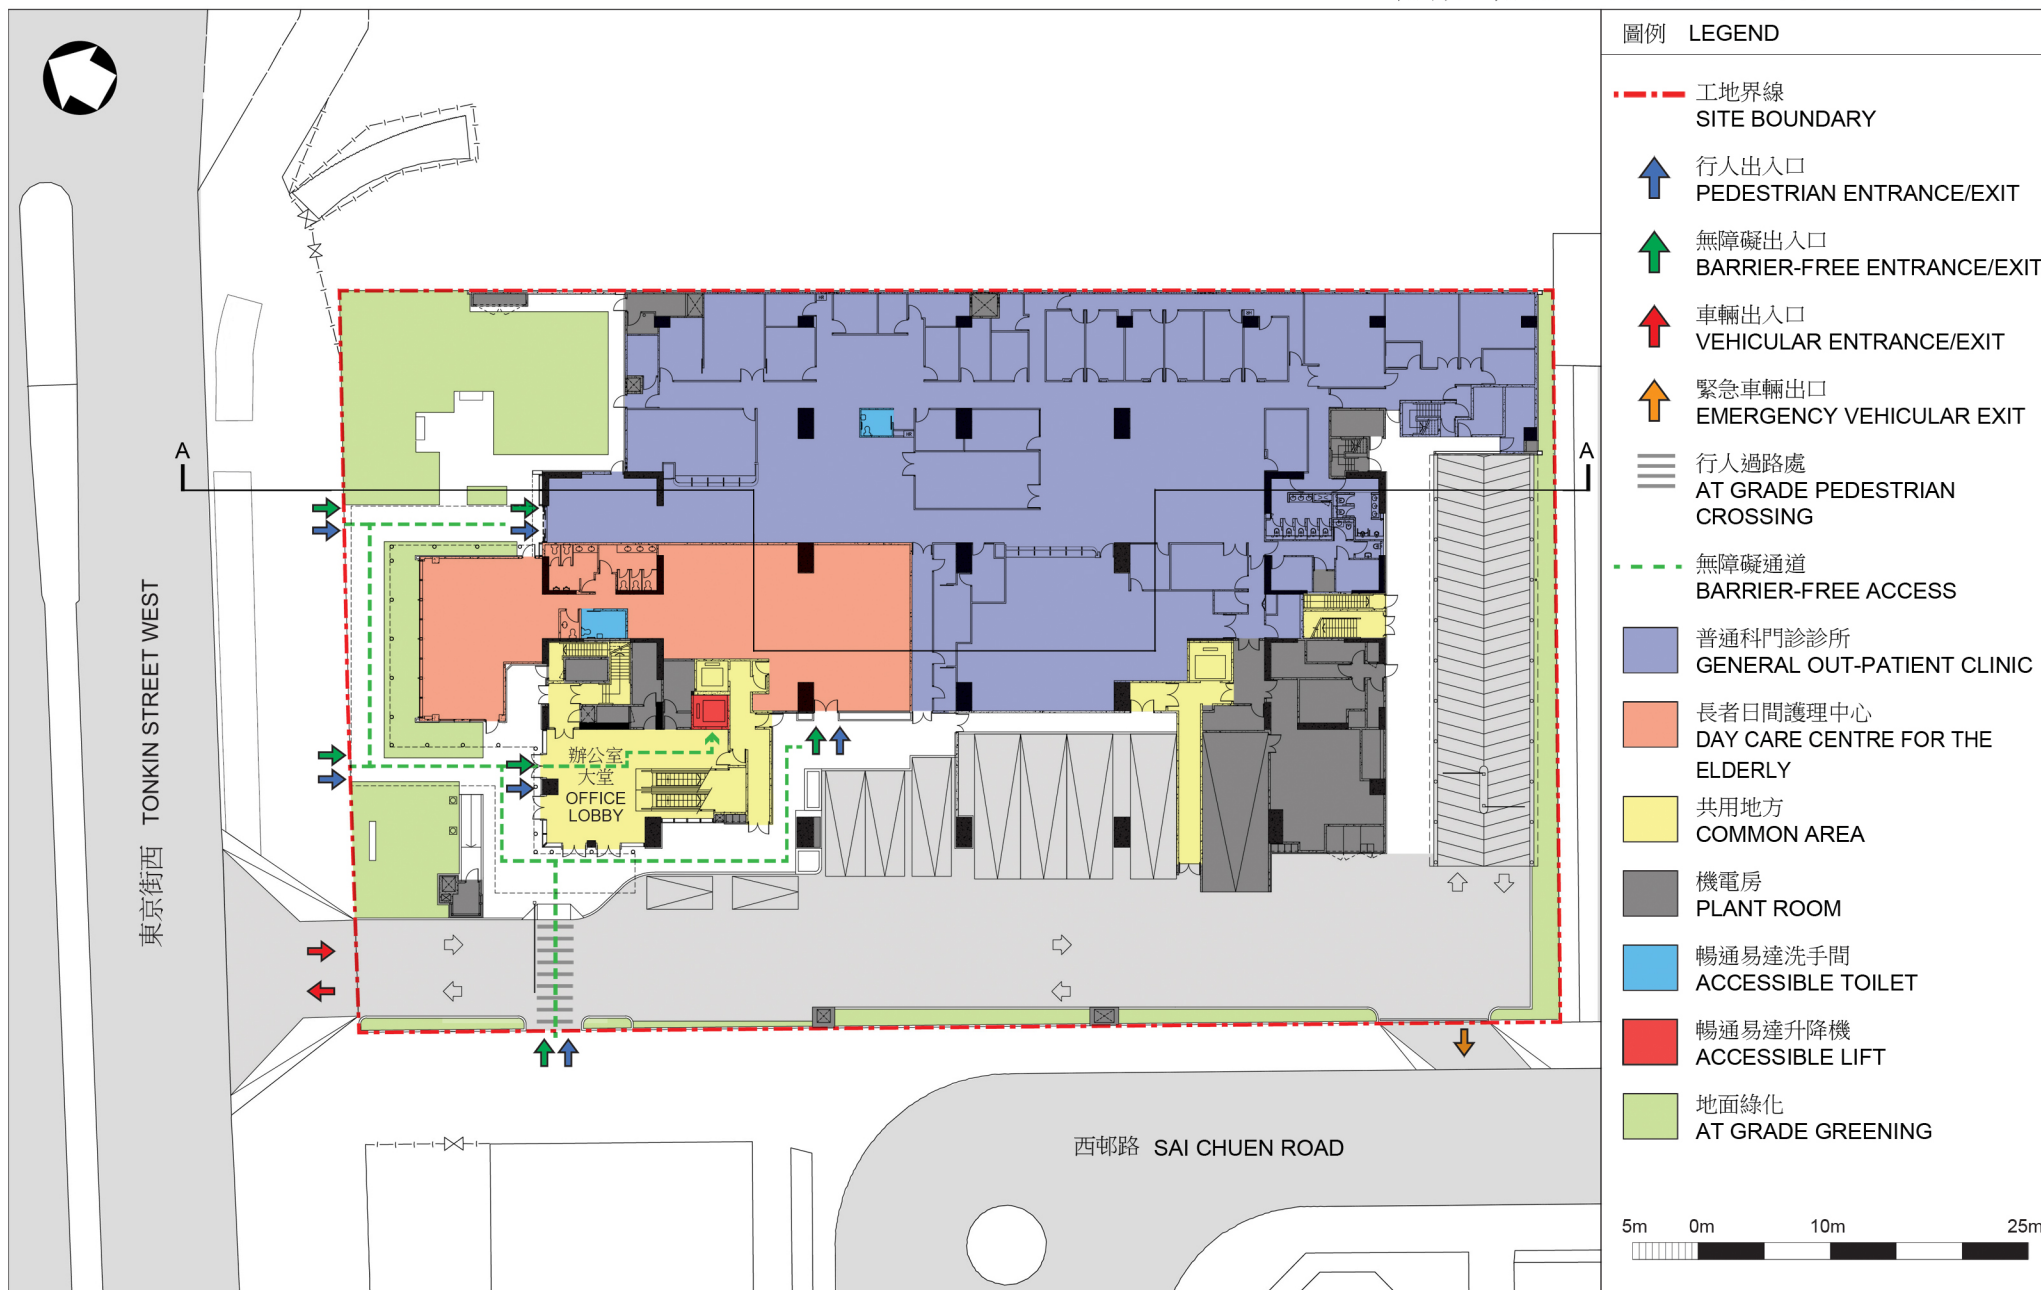 圖例 LEGEND
工地界線
SITE BOUNDARY
行人出入口
PEDESTRIAN ENTRANCE/EXIT
無障礙出入口
BARRIER-FREE ENTRANCE/EXIT
車輛出入口
VEHICULAR ENTRANCE/EXIT
緊急車輛出口
EMERGENCY VEHICULAR EXIT
行人過路處
AT GRADE PEDESTRIAN
CROSSING
無障礙通道
BARRIER-FREE ACCESS
普通科門診診所
GENERAL OUT-PATIENT CLINIC
長者日間護理中心
DAY CARE CENTRE FOR THE
ELDERLY
共用地方
COMMON AREA
機電房
PLANT ROOM
暢通易達洗手間
ACCESSIBLE TOILET
暢通易達升降機
ACCESSIBLE LIFT
地面綠化
AT GRADE GREENING
5m 0m 10m 25m
A
A
東京街西 TONKIN STREET WEST
辦公室
大堂
OFFICE
LOBBY
西邨路 SAI CHUEN ROAD